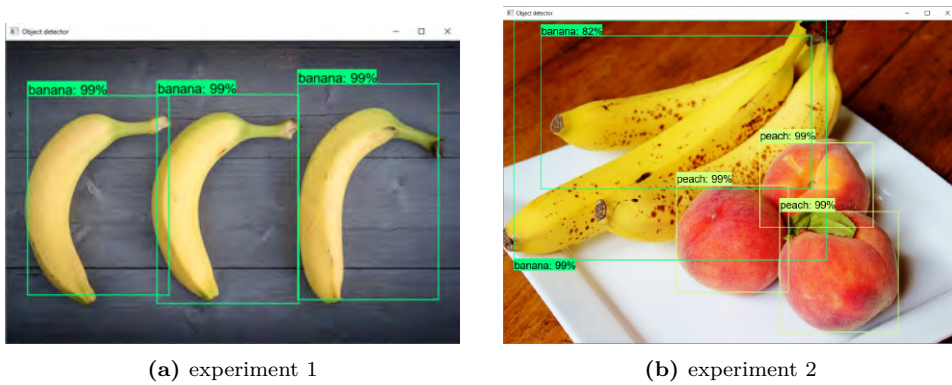 Object detector
banana: 99%
banana: 99%
banana: 99%
(a) experiment 1
Object detector
banana: 82%
peach: 99%
peach: 99%
peach: 99%
banana: 99%
(b) experiment 2